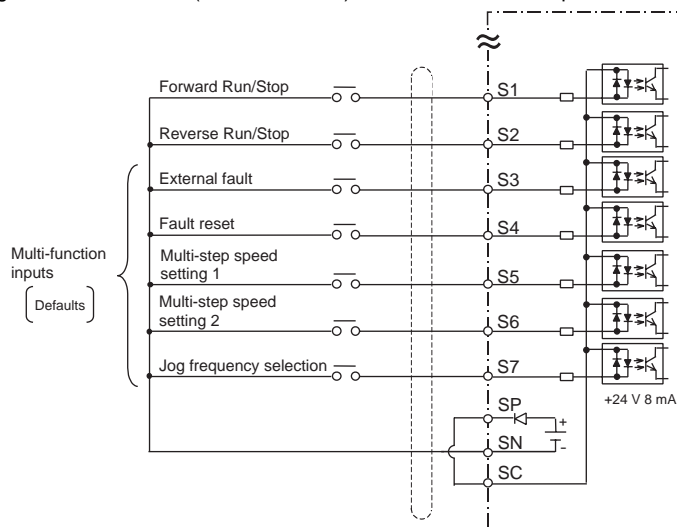 Forward Run/Stop
S1
Reverse Run/Stop
S2
External fault
S3
Fault reset
S4
Multi-function
inputs
Defaults
Multi-step speed
setting 1
S5
Multi-step speed
setting 2
S6
Jog frequency selection
S7
+24 V 8 mA
SP
+
SN
-
SC